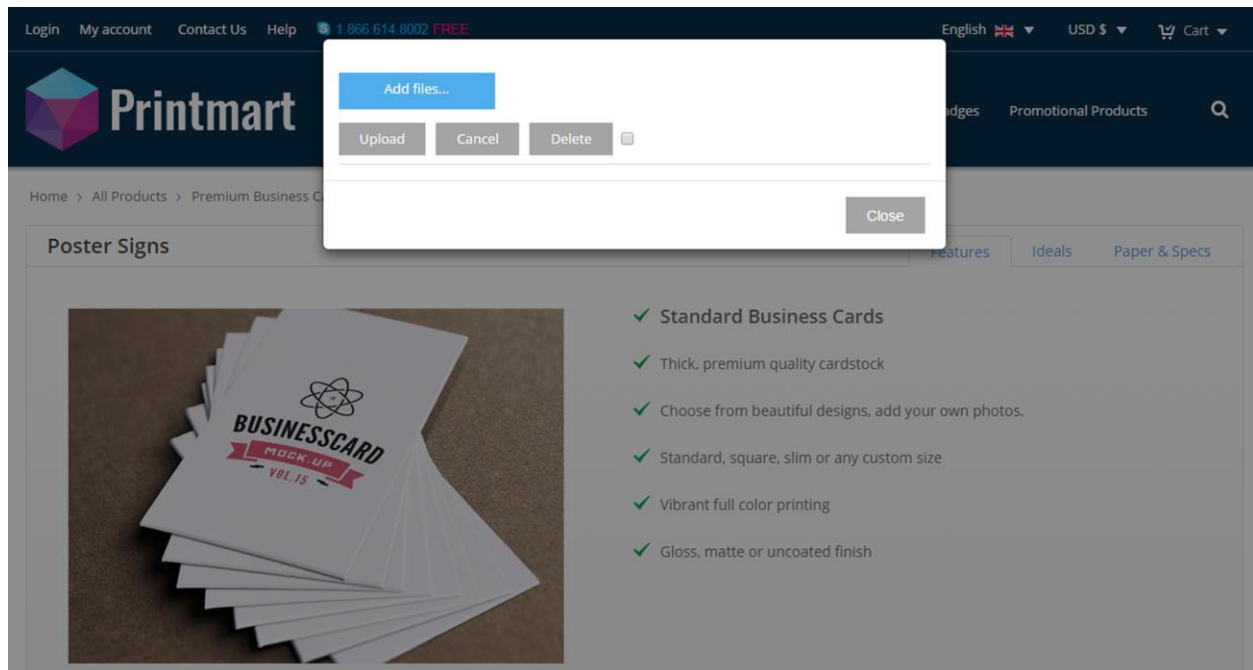 Login My account Contact Us Help S 1.866.614.8002 FREE English USD $ Cart
Add files...
Printmart
Promotional Products
Upload Cancel Delete
Home > All Products > Premium Business
Close
Poster Signs
Features Ideals Paper & Specs
Standard Business Cards
Thick, premium quality cardstock
Choose from beautiful designs, add your own photos.
Standard, square, slim or any custom size
Vibrant full color printing
Gloss, matte or uncoated finish
BUSINESSCARD
MOCK.UP
VOL.15